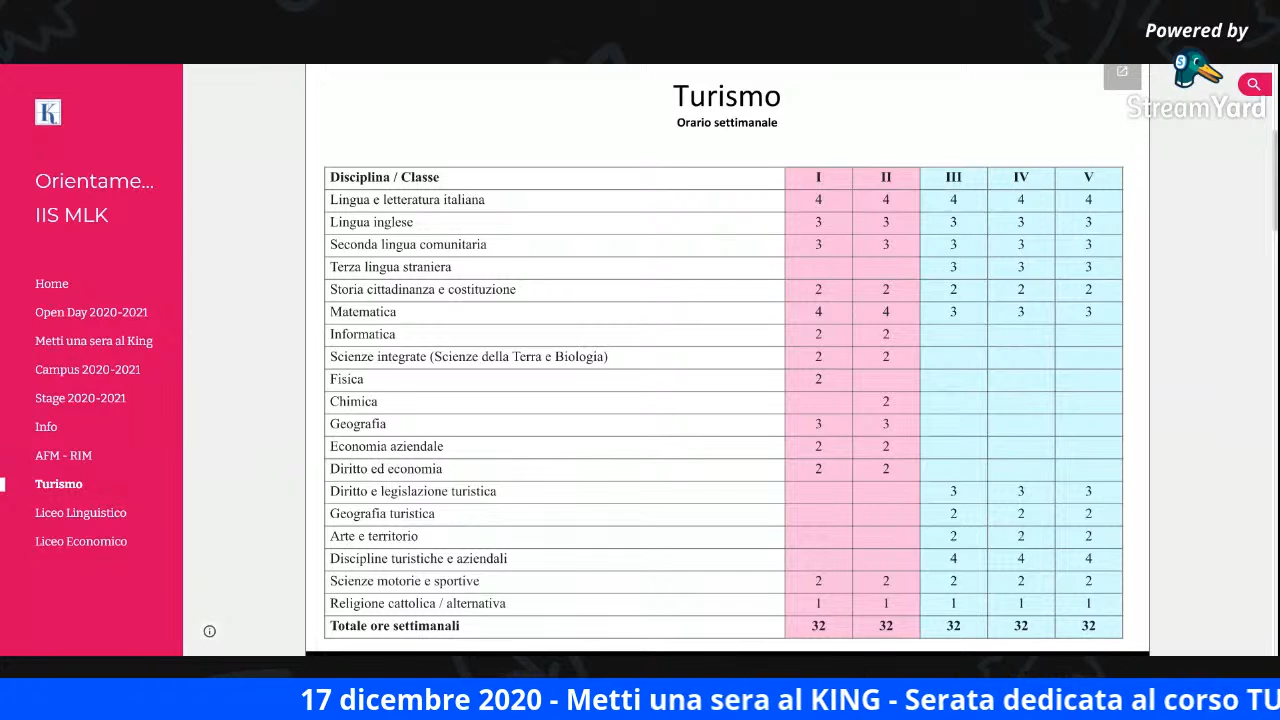 Powered by
StreamYard
K
Orientame...
IIS MLK
Home
Open Day 2020-2021
Metti una sera al King
Campus 2020-2021
Stage 2020-2021
Info
AFM - RIM
Turismo
Liceo Linguistico
Liceo Economico
Turismo
Orario settimanale
Disciplina / Classe I II III IV V
Lingua e letteratura italiana 4 4 4 4 4
Lingua inglese 3 3 3 3 3
Seconda lingua comunitaria 3 3 3 3 3
Terza lingua straniera 3 3 3
Storia cittadinanza e costituzione 2 2 2 2 2
Matematica 4 4 3 3 3
Informatica 2 2
Scienze integrate (Scienze della Terra e Biologia) 2 2
Fisica 2
Chimica 2
Geografia 3 3
Economia aziendale 2 2
Diritto ed economia 2 2
Diritto e legislazione turistica 3 3 3
Geografia turistica 2 2 2
Arte e territorio 2 2 2
Discipline turistiche e aziendali 4 4 4
Scienze motorie e sportive 2 2 2 2 2
Religione cattolica / alternativa 1 1 1 1 1
Totale ore settimanali 32 32 32 32 32
17 dicembre 2020 - Metti una sera al KING - Serata dedicata al corso TU